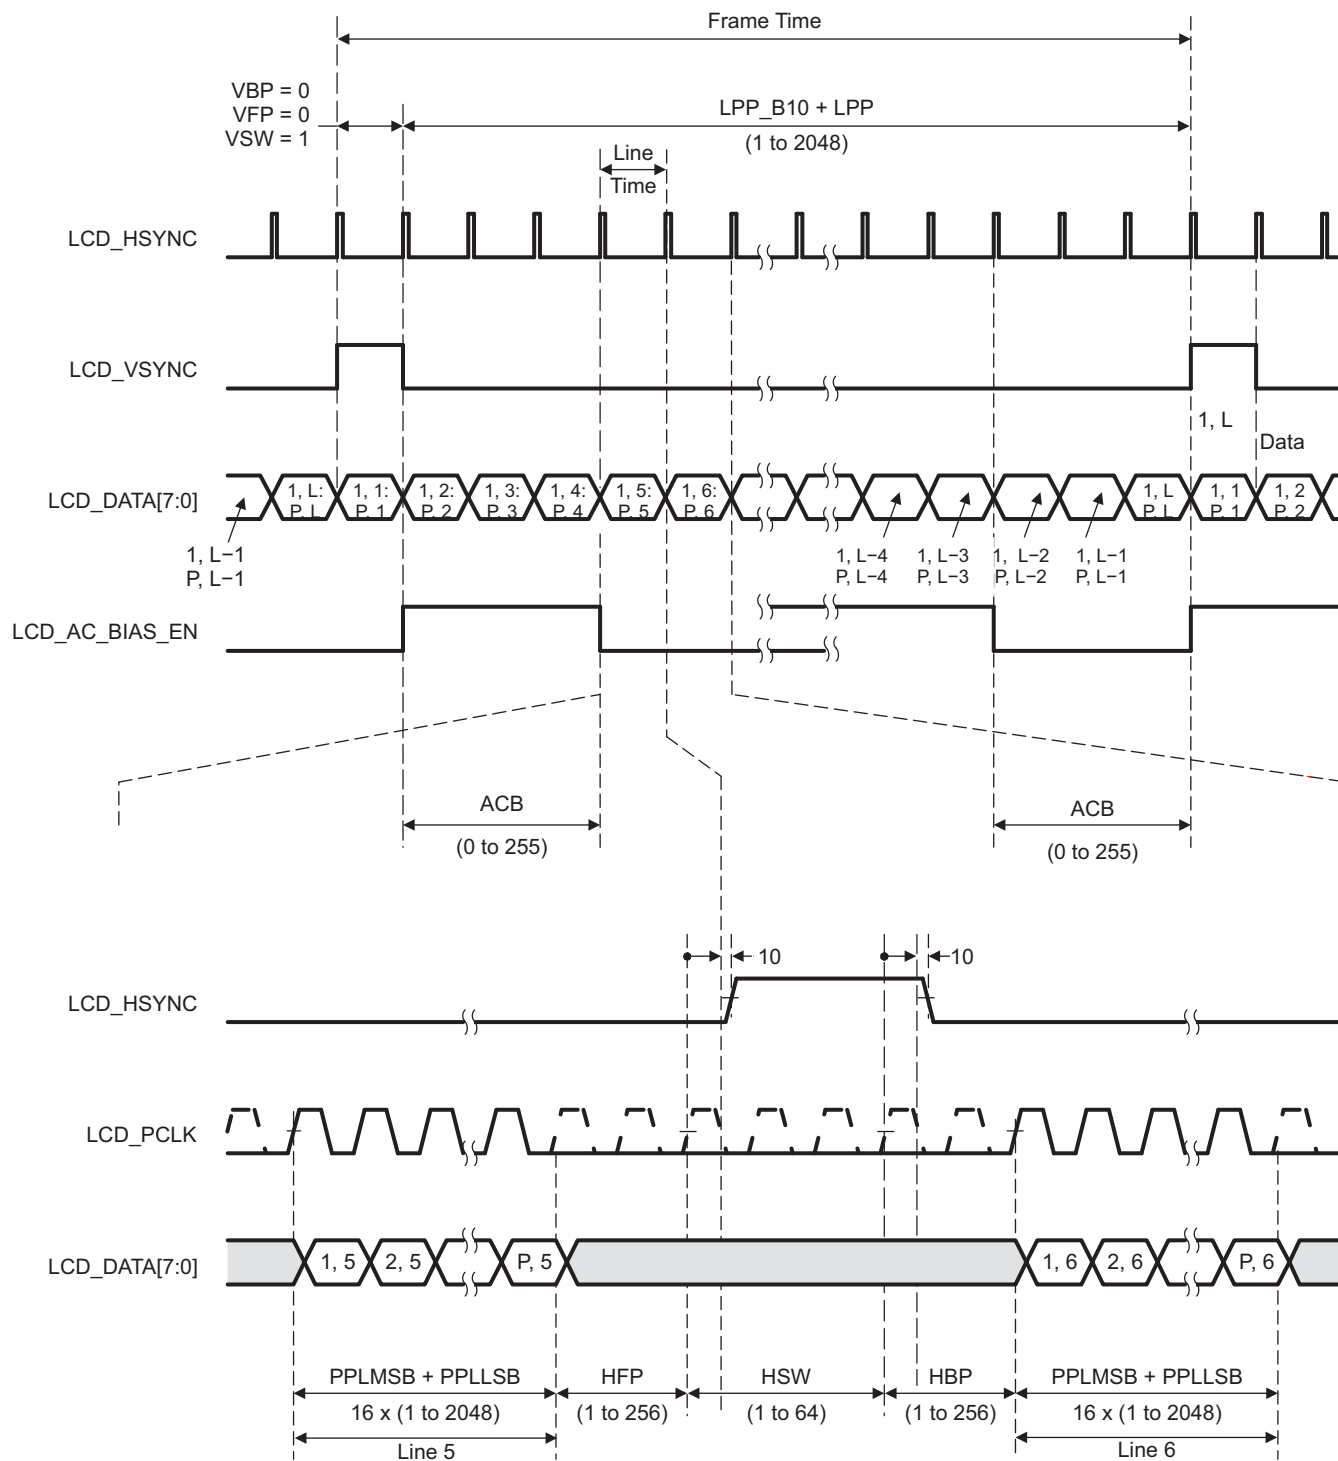 Frame Time
VBP = 0
VFP = 0
VSW = 1
LPP_B10 + LPP
(1 to 2048)
Line
Time
LCD_HSYNC
LCD_VSYNC
1, L
Data
LCD_DATA[7:0]
1, L: 1, 1: 1, 2: 1, 3: 1, 4: 1, 5: 1, 6: 1, L 1, 1 1, 2
P, L P, 1 P, 2 P, 3 P, 4 P, 5 P, 6 P, L P, 1 P, 2
1, L−1 1, L−4 1, L−3 1, L−2 1, L−1
P, L−1 P, L−4 P, L−3 P, L−2 P, L−1
LCD_AC_BIAS_EN
ACB ACB
(0 to 255) (0 to 255)
10 10
LCD_HSYNC
LCD_PCLK
LCD_DATA[7:0] 1, 5 2, 5 P, 5 1, 6 2, 6 P, 6
PPLMSB + PPLLSB HFP HSW HBP PPLMSB + PPLLSB
16 x (1 to 2048) (1 to 256) (1 to 64) (1 to 256) 16 x (1 to 2048)
Line 5 Line 6